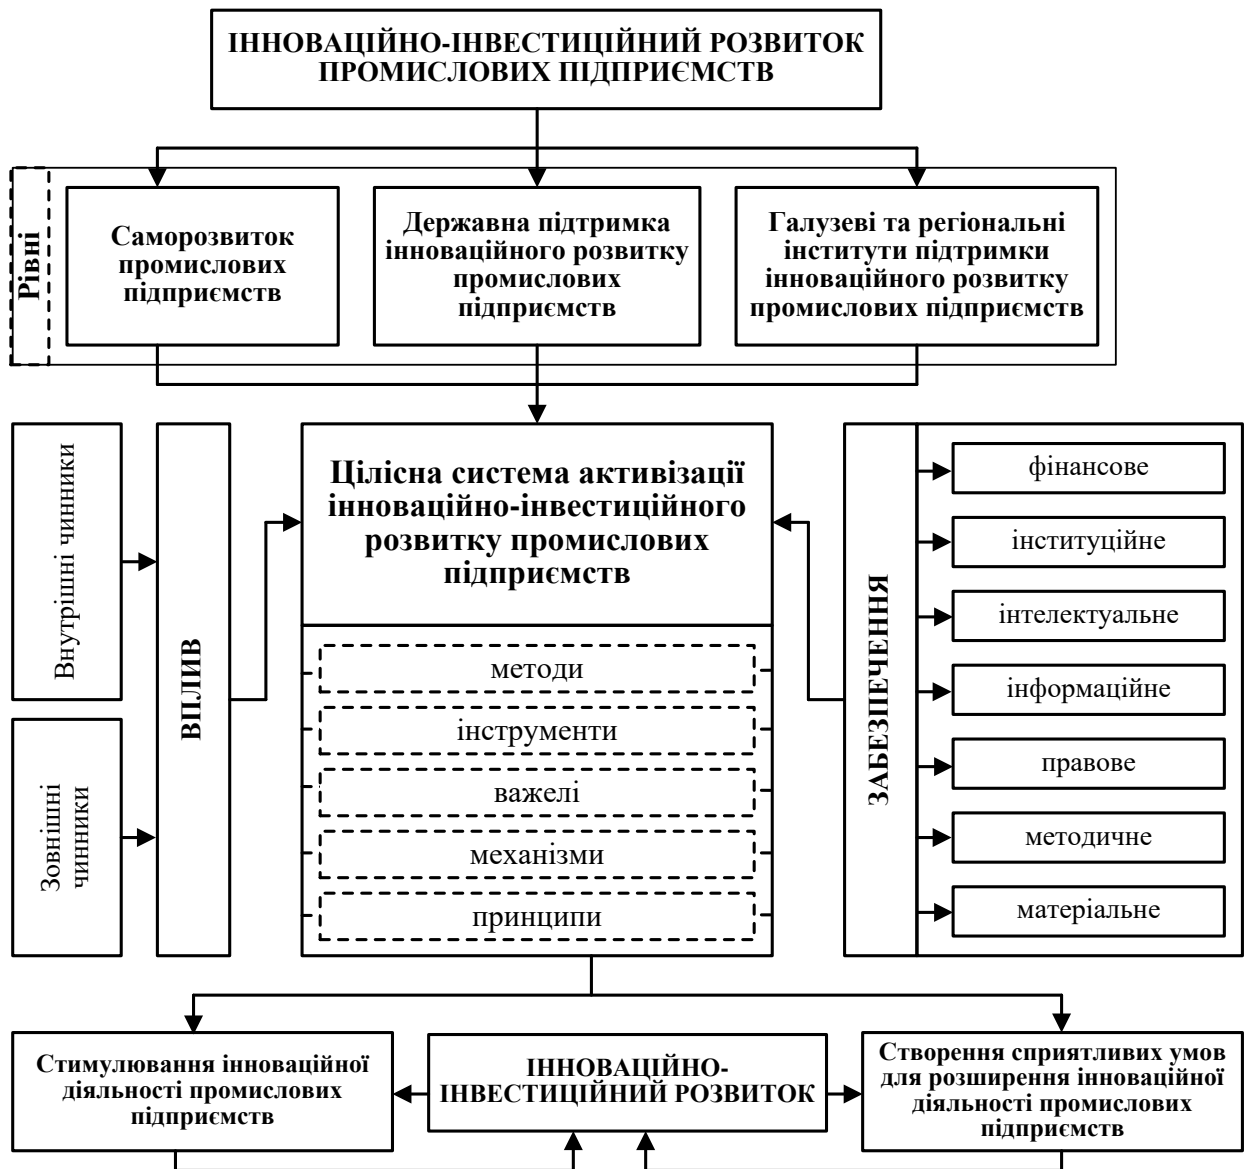 ІННОВАЦІЙНО-ІНВЕСТИЦІЙНИЙ РОЗВИТОК
ПРОМИСЛОВИХ ПІДПРИЄМСТВ
Рівні
Саморозвиток
промислових
підприємств
Державна підтримка
інноваційного розвитку
промислових
підприємств
Галузеві та регіональні
інститути підтримки
інноваційного розвитку
промислових підприємств
Внутрішні чинники
Зовнішні
чинники
ВПЛИВ
Цілісна система активізації
інноваційно-інвестиційного
розвитку промислових
підприємств
методи
інструменти
важелі
механізми
принципи
ЗАБЕЗПЕЧЕННЯ
фінансове
інституційне
інтелектуальне
інформаційне
правове
методичне
матеріальне
Стимулювання інноваційної
діяльності промислових
підприємств
ІННОВАЦІЙНО-
ІНВЕСТИЦІЙНИЙ РОЗВИТОК
Створення сприятливих умов
для розширення інноваційної
діяльності промислових
підприємств